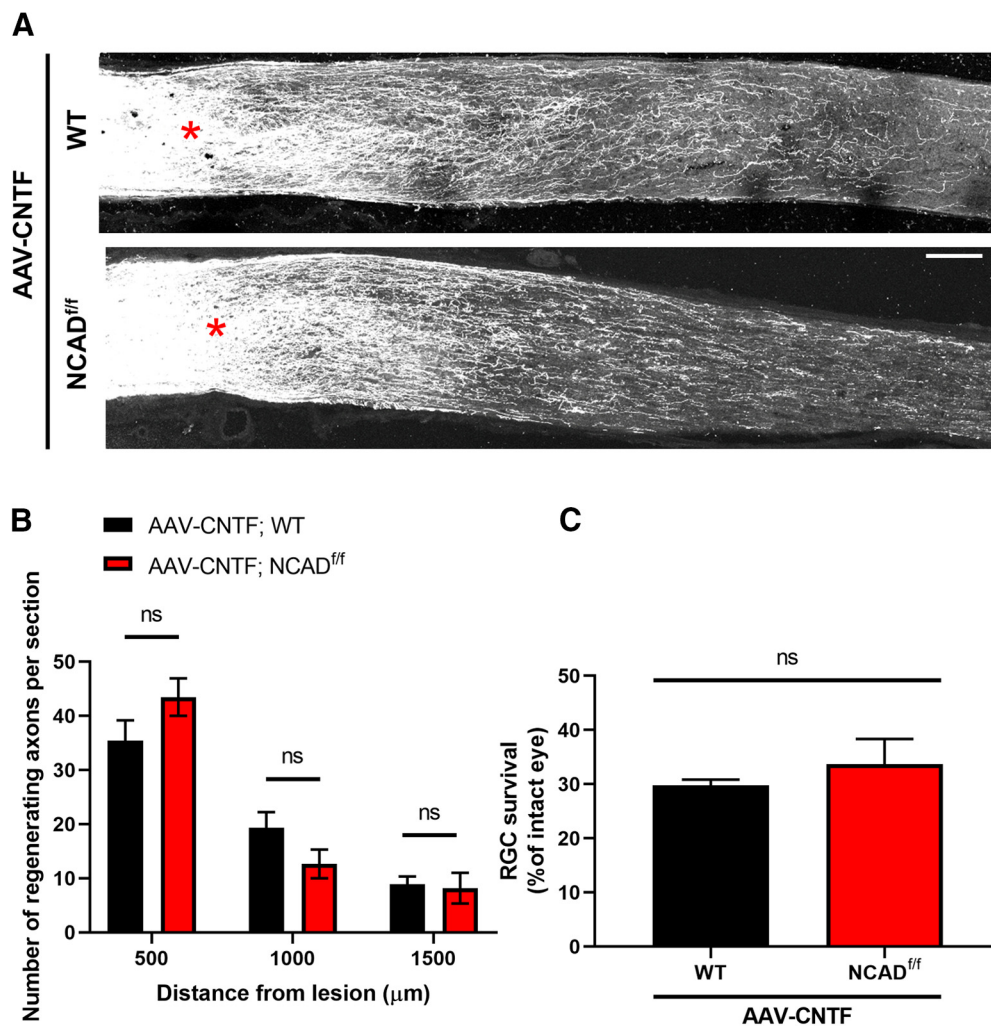 A
AAV-CNTF
WT
*
NCADf/f
*
B
AAV-CNTF; WT
AAV-CNTF; NCADf/f
Number of regenerating axons per section
50
40
30
20
10
0
ns
ns
ns
500
1000
1500
Distance from lesion (μm)
C
RGC survival
(%of intact eye)
50
40
30
20
10
0
ns
WT
NCADf/f
AAV-CNTF